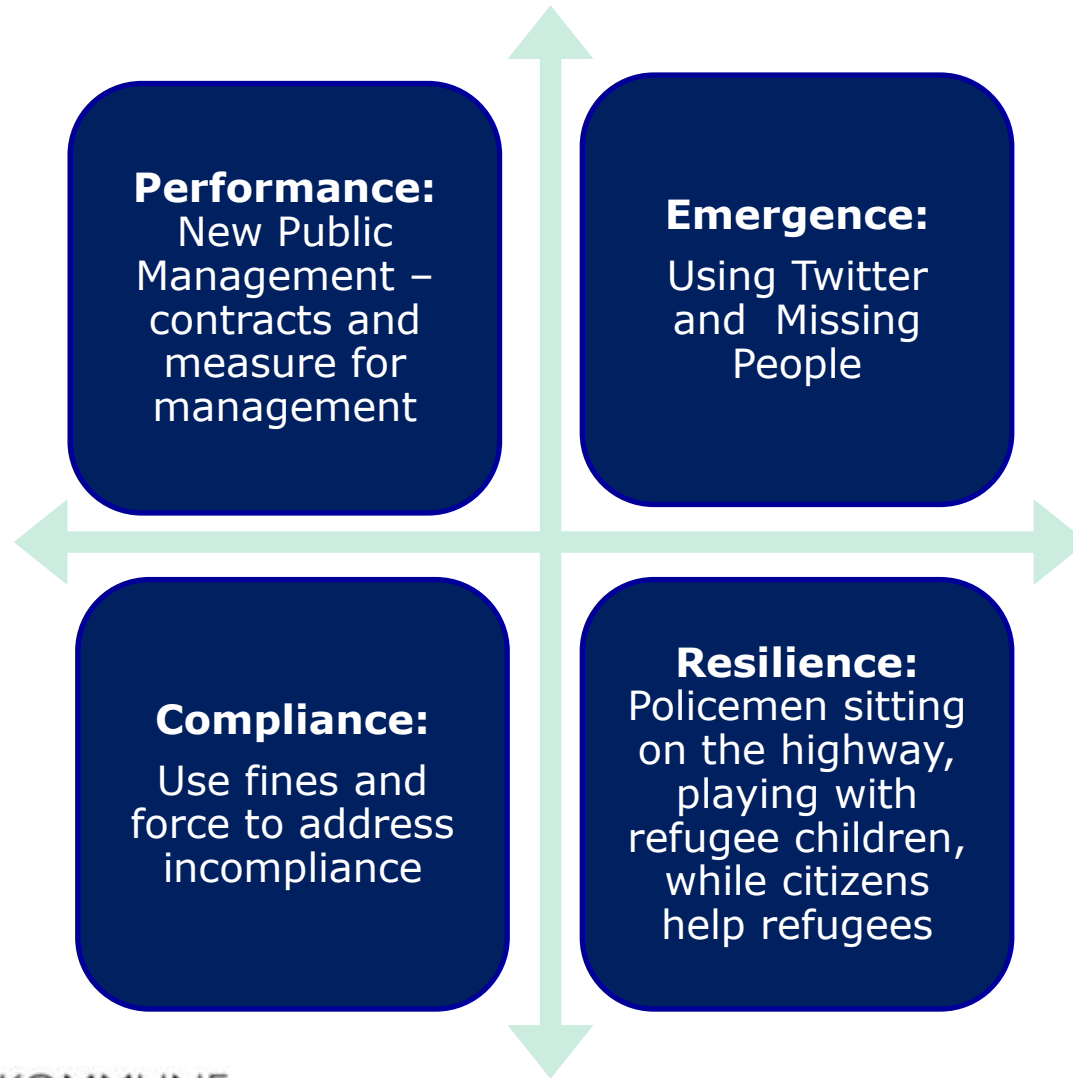 Performance:
New Public
Management –
contracts and
measure for
management
Emergence:
Using Twitter
and  Missing
People
Compliance:
Use fines and
force to address
incompliance
Resilience:
Policemen sitting
on the highway,
playing with
refugee children,
while citizens
help refugees